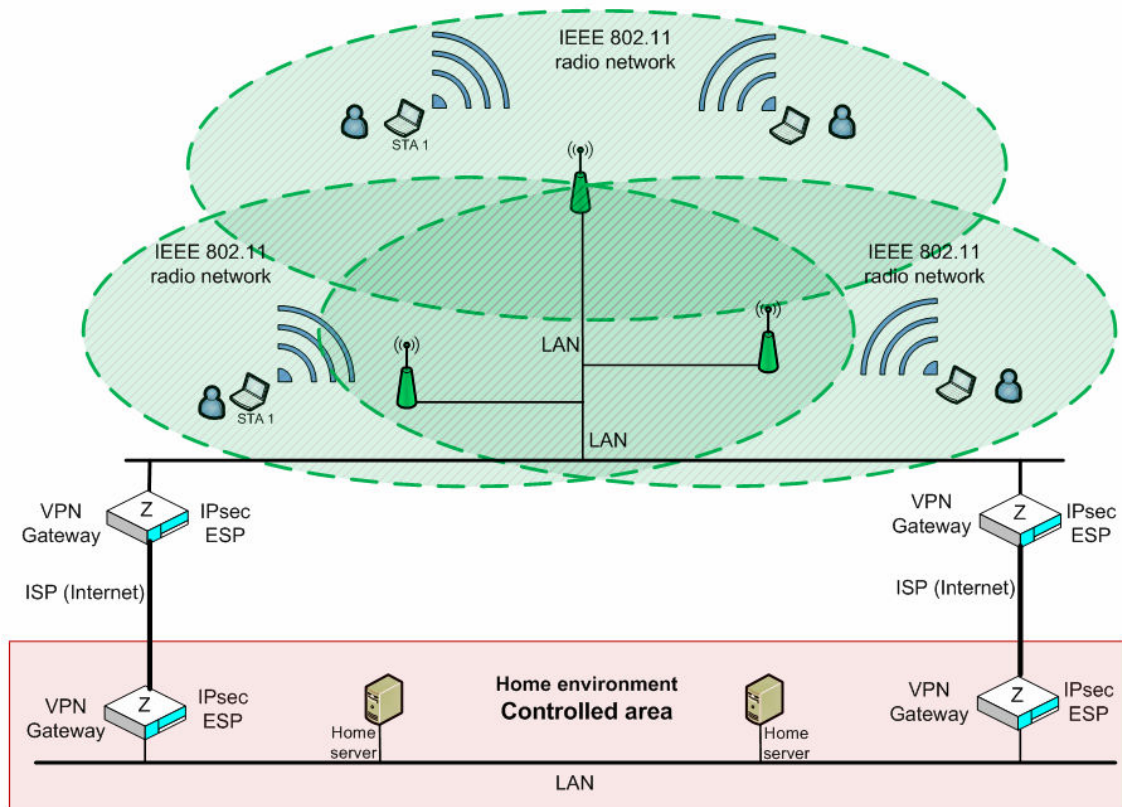 IEEE 802.11
radio network
STA 1
IEEE 802.11
radio network
IEEE 802.11
radio network
LAN
STA 1
LAN
VPN
Gateway
Z
IPsec
ESP
VPN
Gateway
Z
IPsec
ESP
ISP (Internet)
ISP (Internet)
VPN
Gateway
Z
IPsec
ESP
Home
server
Home environment
Controlled area
Home
server
VPN
Gateway
Z
IPsec
ESP
LAN